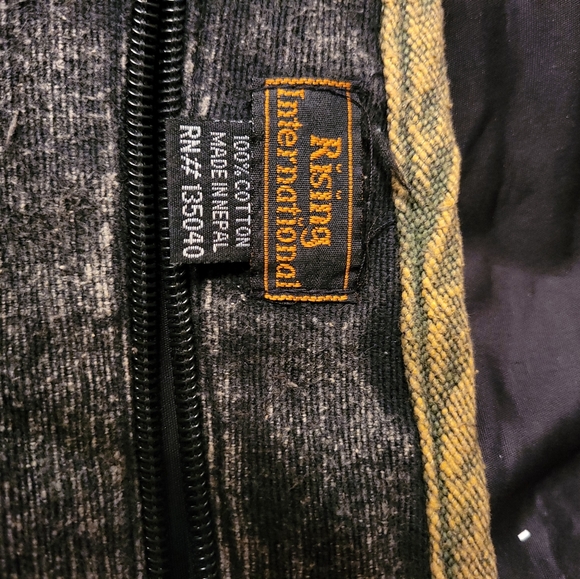 Rising
International
100% COTTON
MADE IN NEPAL
RN# 135040